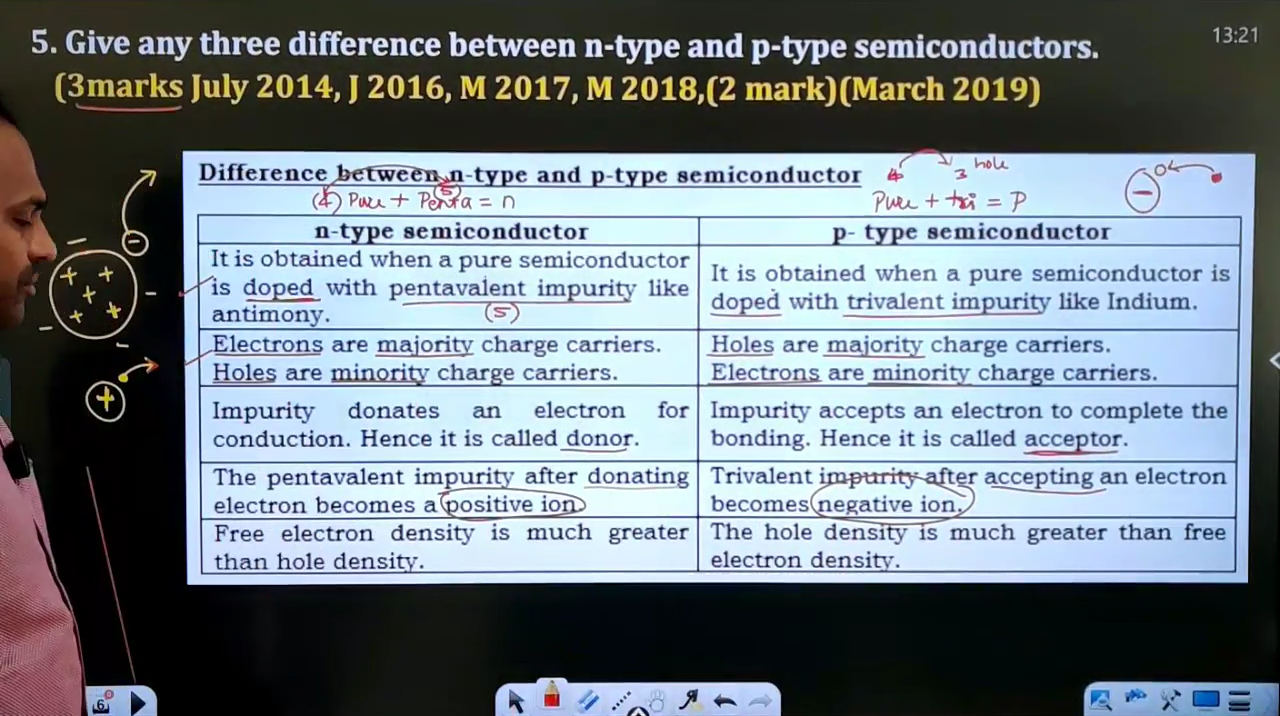 5. Give any three difference between n-type and p-type semiconductors.
13:21
(3marks July 2014, J 2016, M 2017, M 2018,(2 mark)(March 2019)
Difference between n-type and p-type semiconductor
4 3 hole
(4) Pure + Penta = n
(5)
Pure + tri = P
n-type semiconductor
p- type semiconductor
It is obtained when a pure semiconductor
is doped with pentavalent impurity like
antimony.
(5)
It is obtained when a pure semiconductor is
doped with trivalent impurity like Indium.
Electrons are majority charge carriers.
Holes are minority charge carriers.
Holes are majority charge carriers.
Electrons are minority charge carriers.
Impurity donates an electron for
conduction. Hence it is called donor.
Impurity accepts an electron to complete the
bonding. Hence it is called acceptor.
The pentavalent impurity after donating
electron becomes a positive ion
Trivalent impurity after accepting an electron
becomes negative ion.
Free electron density is much greater
than hole density.
The hole density is much greater than free
electron density.